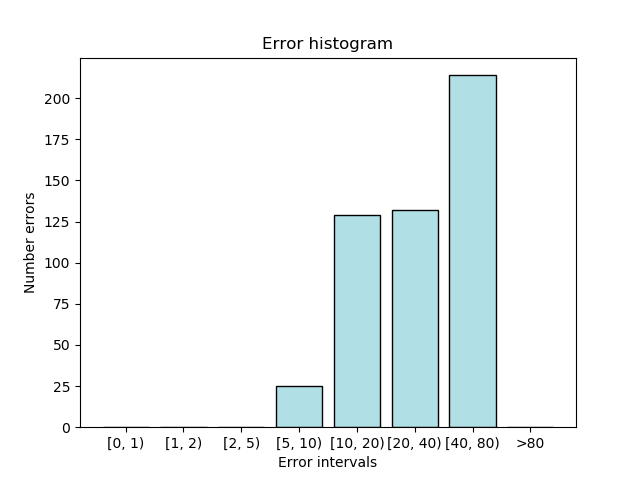 Error histogram
Number errors
200
175
150
125
100
75
50
25
0
[0, 1) [1, 2) [2, 5) [5, 10) [10, 20) [20, 40) [40, 80) >80
Error intervals